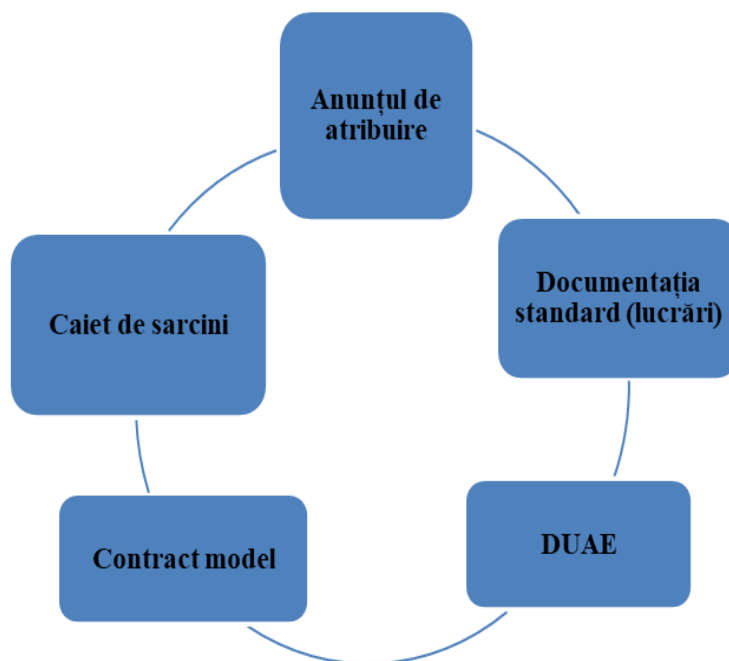 Anunțul de
atribuire
Documentația
standard (lucrări)
DUAE
Contract model
Caiet de sarcini